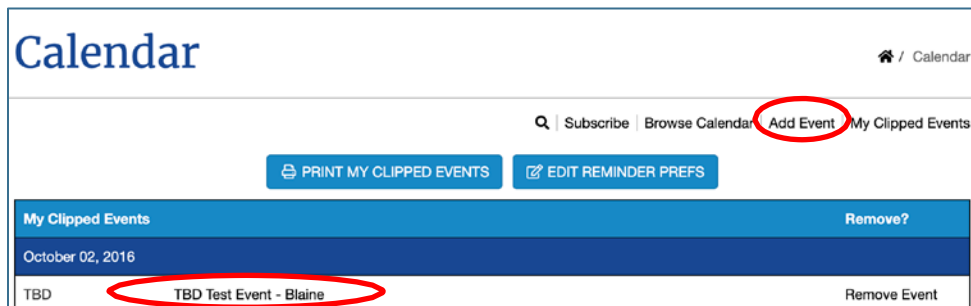 Calendar
/ Calendar
Subscribe | Browse Calendar | Add Event | My Clipped Events
PRINT MY CLIPPED EVENTS EDIT REMINDER PREFS
My Clipped Events Remove?
October 02, 2016
TBD TBD Test Event - Blaine Remove Event